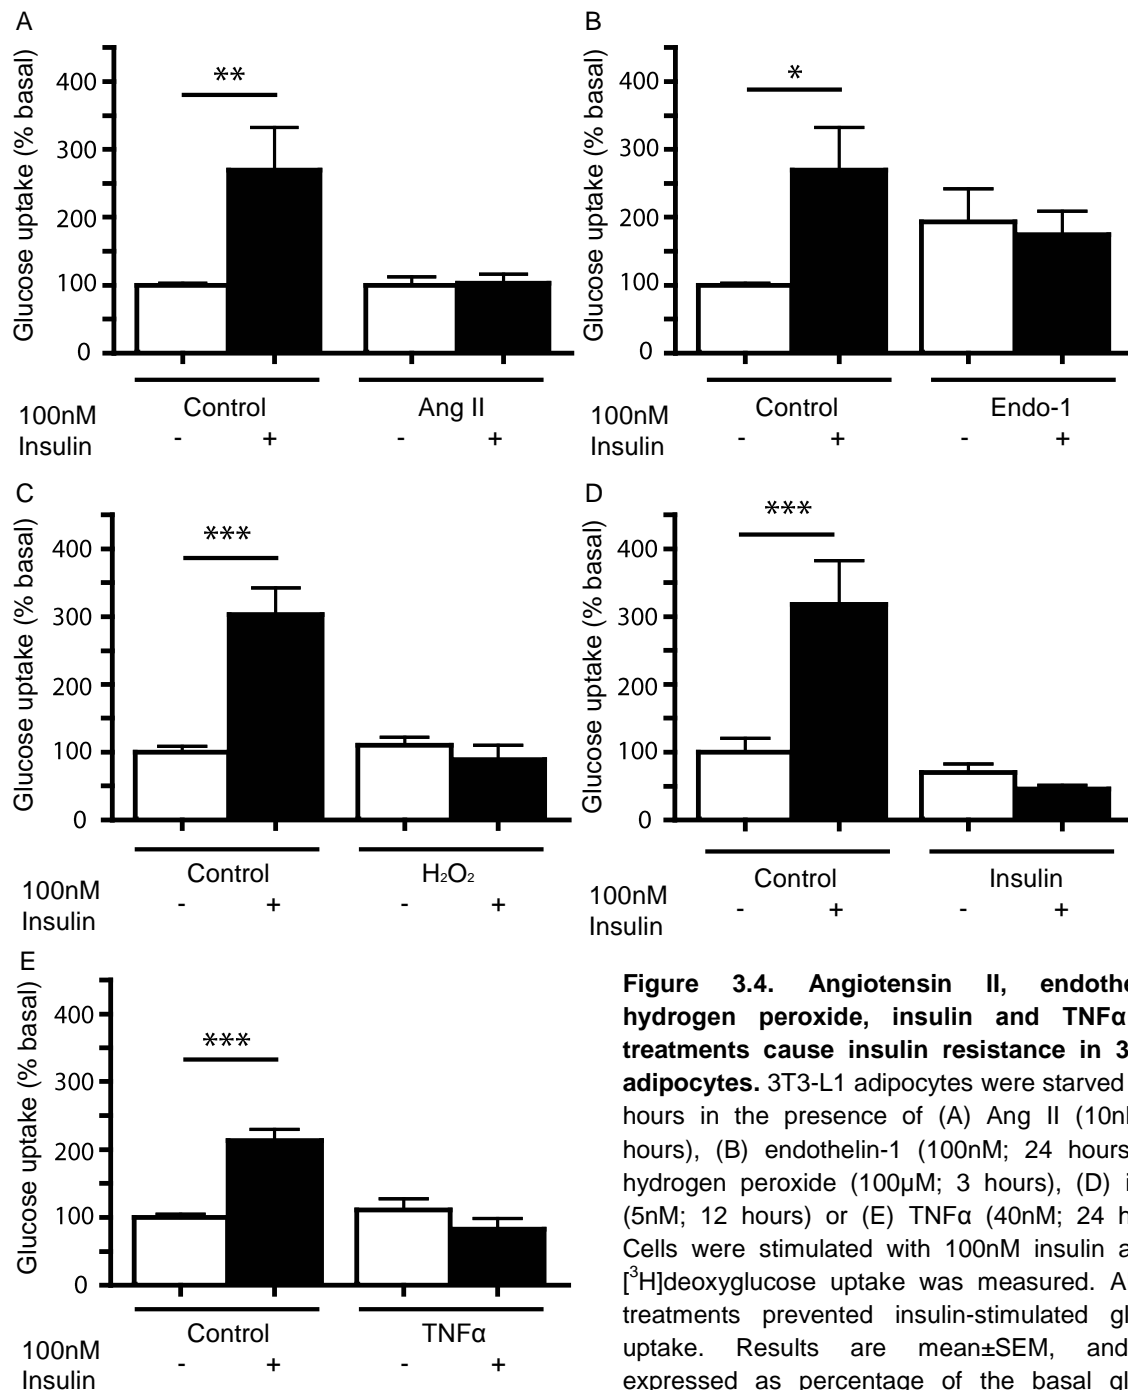 A
Glucose uptake (% basal)
400
300
200
100
0
**
Control
Ang II
100nM
Insulin
-
+
-
+
B
Glucose uptake (% basal)
400
300
200
100
0
*
Control
Endo-1
100nM
Insulin
-
+
-
+
C
Glucose uptake (% basal)
400
300
200
100
0
***
Control
H₂O₂
100nM
Insulin
-
+
-
+
D
Glucose uptake (% basal)
400
300
200
100
0
***
Control
Insulin
100nM
Insulin
-
+
-
+
E
Glucose uptake (% basal)
400
300
200
100
0
***
Control
TNFα
100nM
Insulin
-
+
-
+
Figure 3.4. Angiotensin II,
hydrogen peroxide, insulin and TNFα
treatments cause insulin resistance in
adipocytes. 3T3-L1 adipocytes were starved
hours in the presence of (A) Ang II
hours), (B) endothelin-1 (100nM; 24 hours
hydrogen peroxide (100µM; 3 hours), (D)
(5nM; 12 hours) or (E) TNFα (40nM; 24
Cells were stimulated with 100nM insulin
[³H]deoxyglucose uptake was measured.
treatments prevented insulin-stimulated
uptake. Results are mean±SEM, and
expressed as percentage of the basal